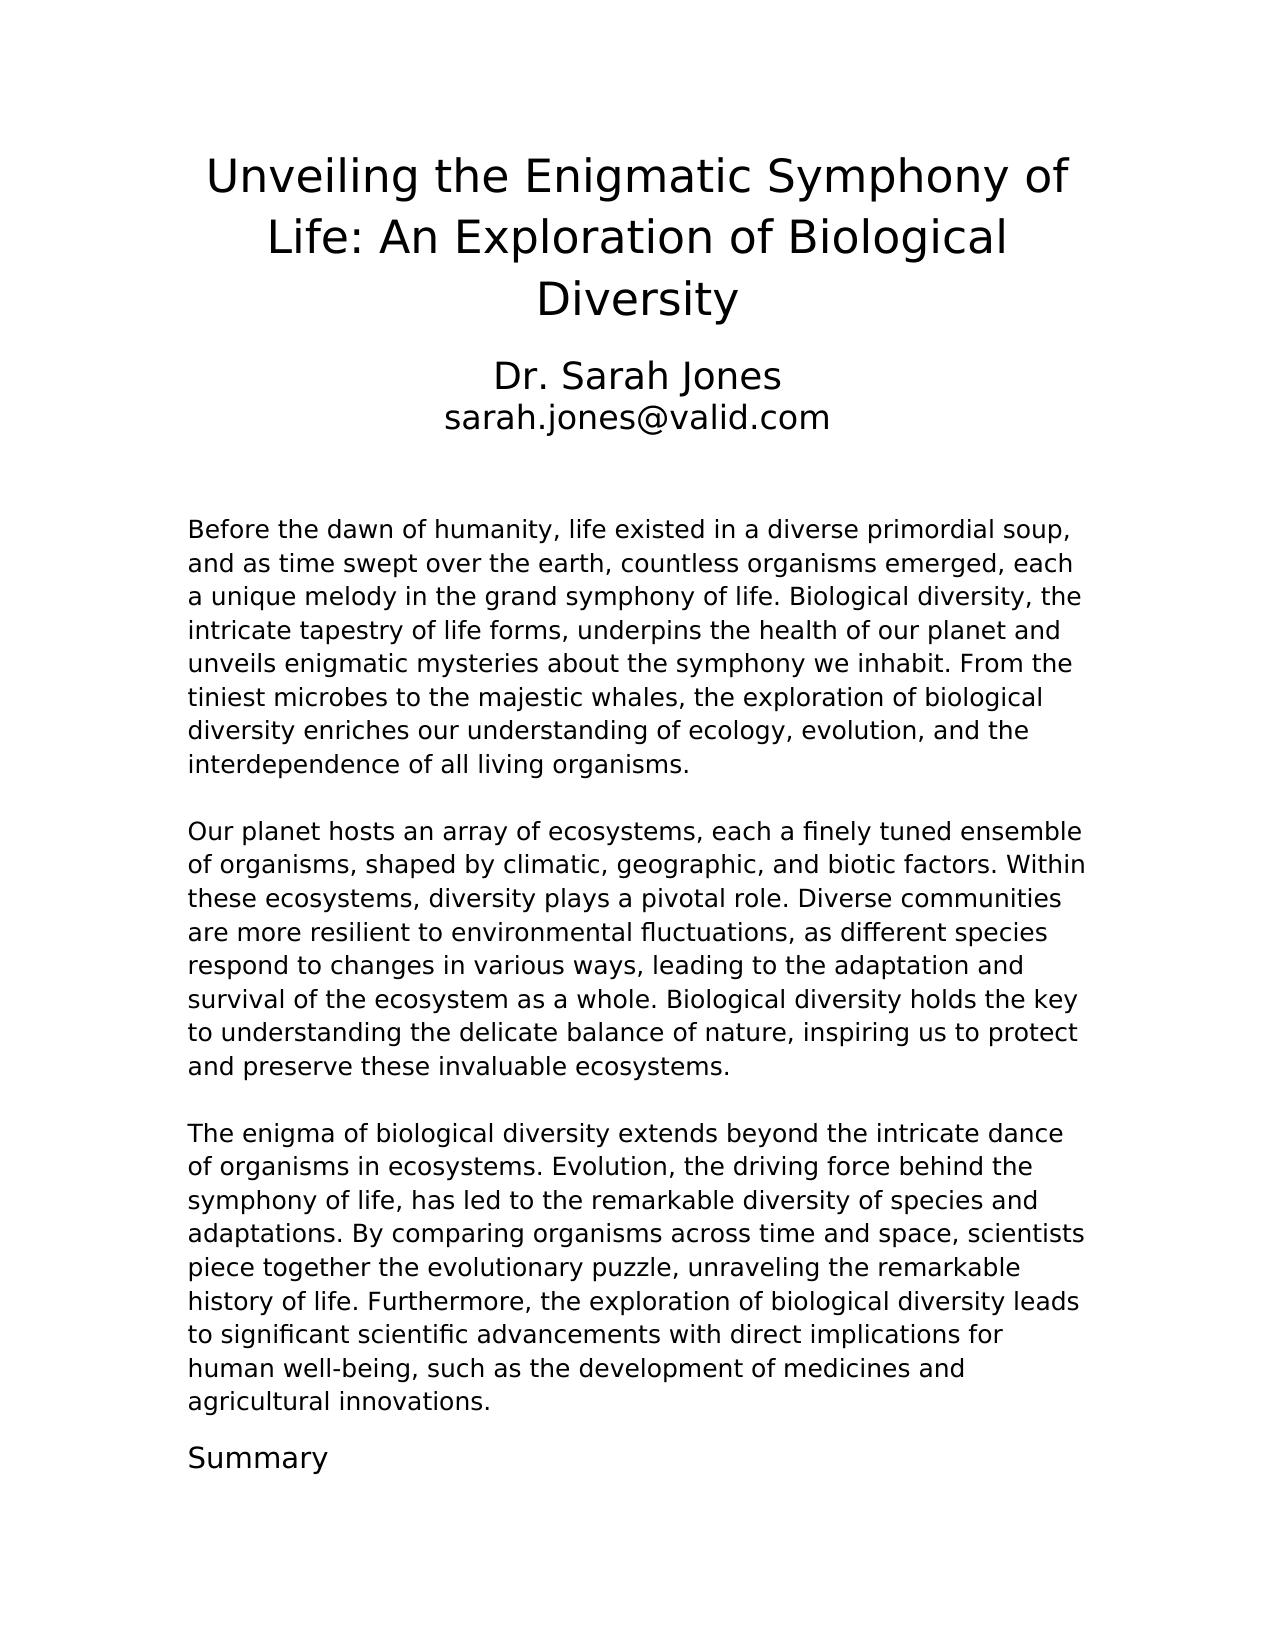 Unveiling the Enigmatic Symphony of
Life: An Exploration of Biological
Diversity
Dr. Sarah Jones
sarah.jones@valid.com
Before the dawn of humanity, life existed in a diverse primordial soup,
and as time swept over the earth, countless organisms emerged, each
a unique melody in the grand symphony of life. Biological diversity, the
intricate tapestry of life forms, underpins the health of our planet and
unveils enigmatic mysteries about the symphony we inhabit. From the
tiniest microbes to the majestic whales, the exploration of biological
diversity enriches our understanding of ecology, evolution, and the
interdependence of all living organisms.
Our planet hosts an array of ecosystems, each a finely tuned ensemble
of organisms, shaped by climatic, geographic, and biotic factors. Within
these ecosystems, diversity plays a pivotal role. Diverse communities
are more resilient to environmental fluctuations, as different species
respond to changes in various ways, leading to the adaptation and
survival of the ecosystem as a whole. Biological diversity holds the key
to understanding the delicate balance of nature, inspiring us to protect
and preserve these invaluable ecosystems.
The enigma of biological diversity extends beyond the intricate dance
of organisms in ecosystems. Evolution, the driving force behind the
symphony of life, has led to the remarkable diversity of species and
adaptations. By comparing organisms across time and space, scientists
piece together the evolutionary puzzle, unraveling the remarkable
history of life. Furthermore, the exploration of biological diversity leads
to significant scientific advancements with direct implications for
human well-being, such as the development of medicines and
agricultural innovations.
Summary